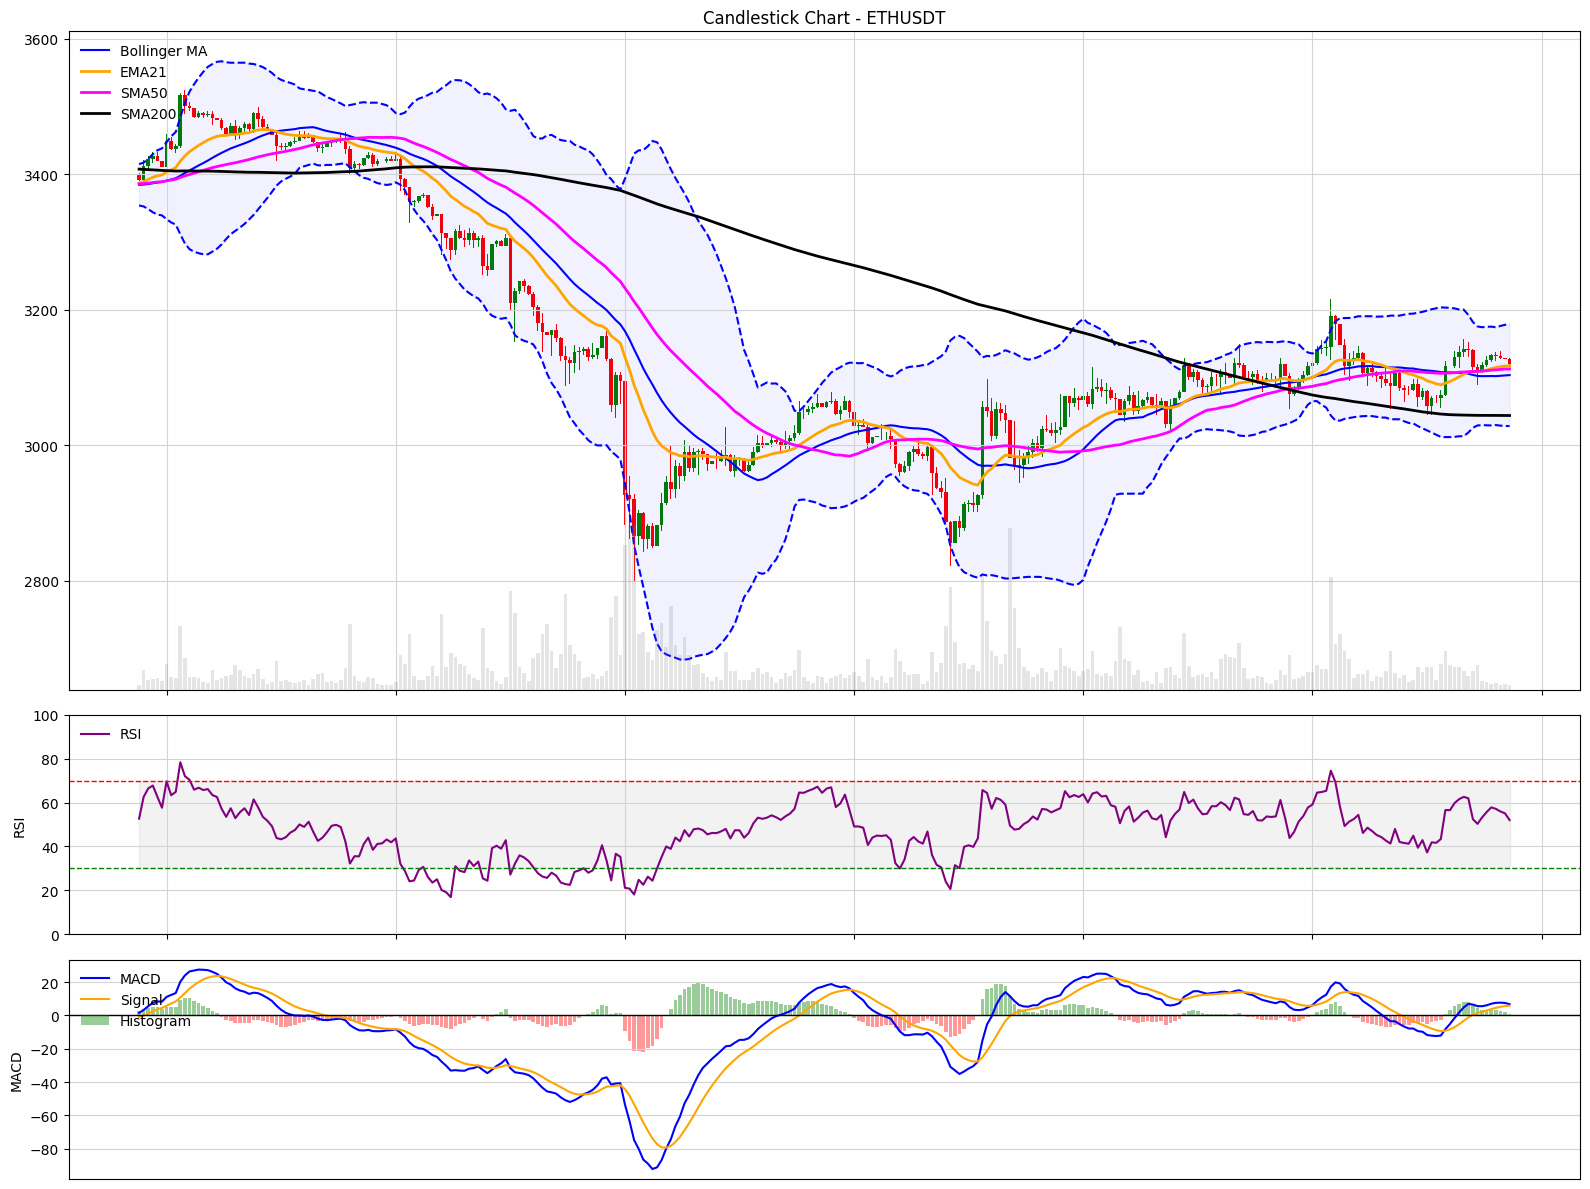 Candlestick Chart - ETHUSDT
3600
3400
3200
3000
2800
Bollinger MA
EMA21
SMA50
SMA200
100
80
60
40
20
0
RSI
RSI
20
0
−20
−40
−60
−80
MACD
MACD
Signal
Histogram